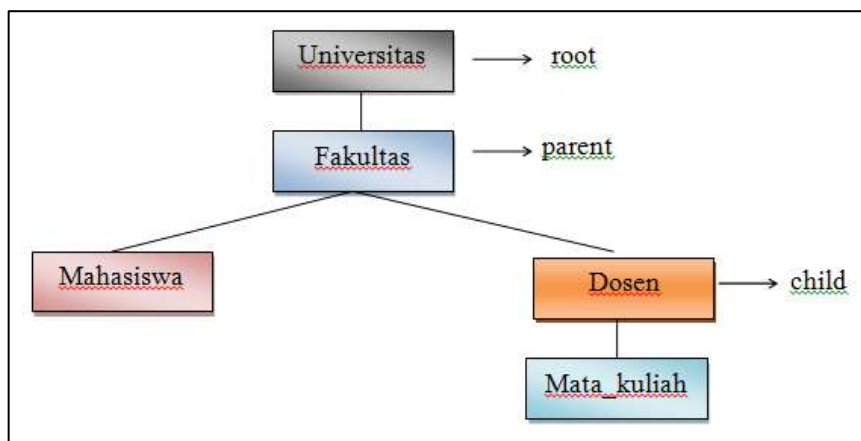 Universitas
root
Fakultas
parent
Mahasiswa
Dosen
child
Mata_kuliah